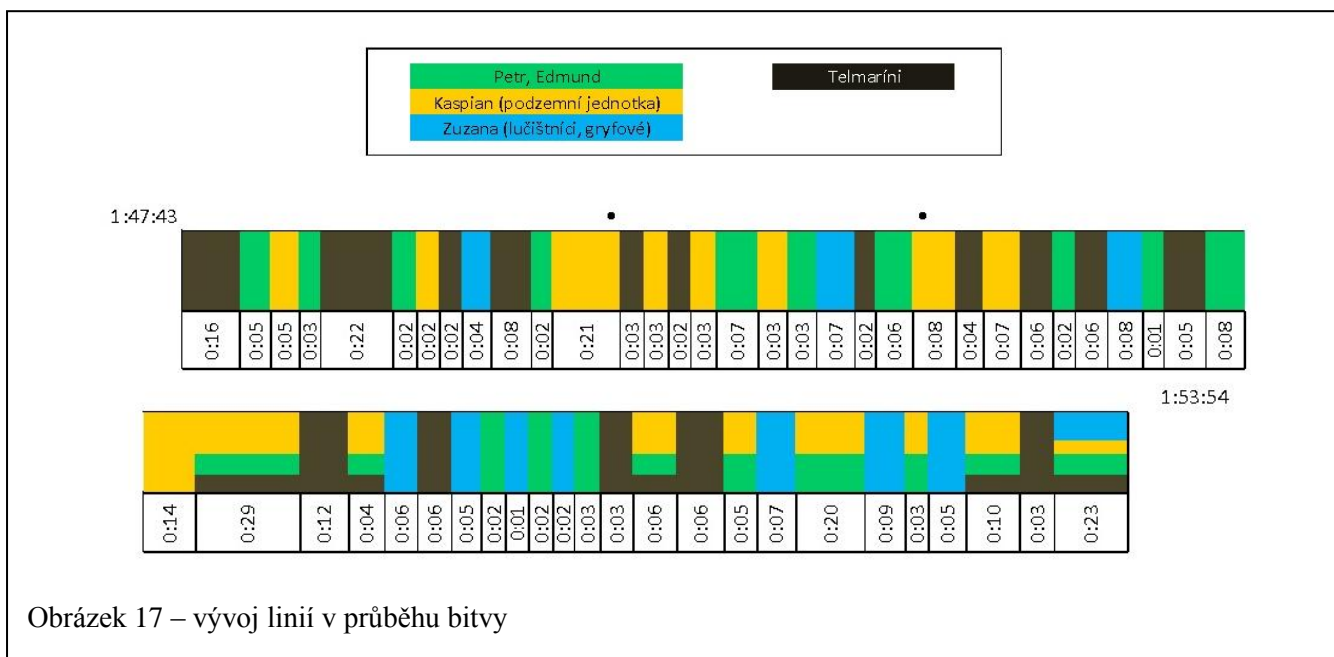 Petr, Edmund
Telmaríni
Kaspian (podzemní jednotka)
Zuzana (lučištníci, gryfové)
1:47:43
0:16 0:05 0:05 0:03 0:22 0:02 0:02 0:02 0:04 0:08 0:02 0:21 0:03 0:03 0:02 0:03 0:07 0:03 0:03 0:07 0:02 0:06 0:08 0:04 0:07 0:06 0:02 0:06 0:08 0:01 0:05 0:08
1:53:54
0:14 0:29 0:12 0:04 0:06 0:06 0:05 0:02 0:01 0:02 0:02 0:03 0:03 0:06 0:06 0:05 0:07 0:20 0:09 0:03 0:05 0:10 0:03 0:23
Obrázek 17 – vývoj linií v průběhu bitvy